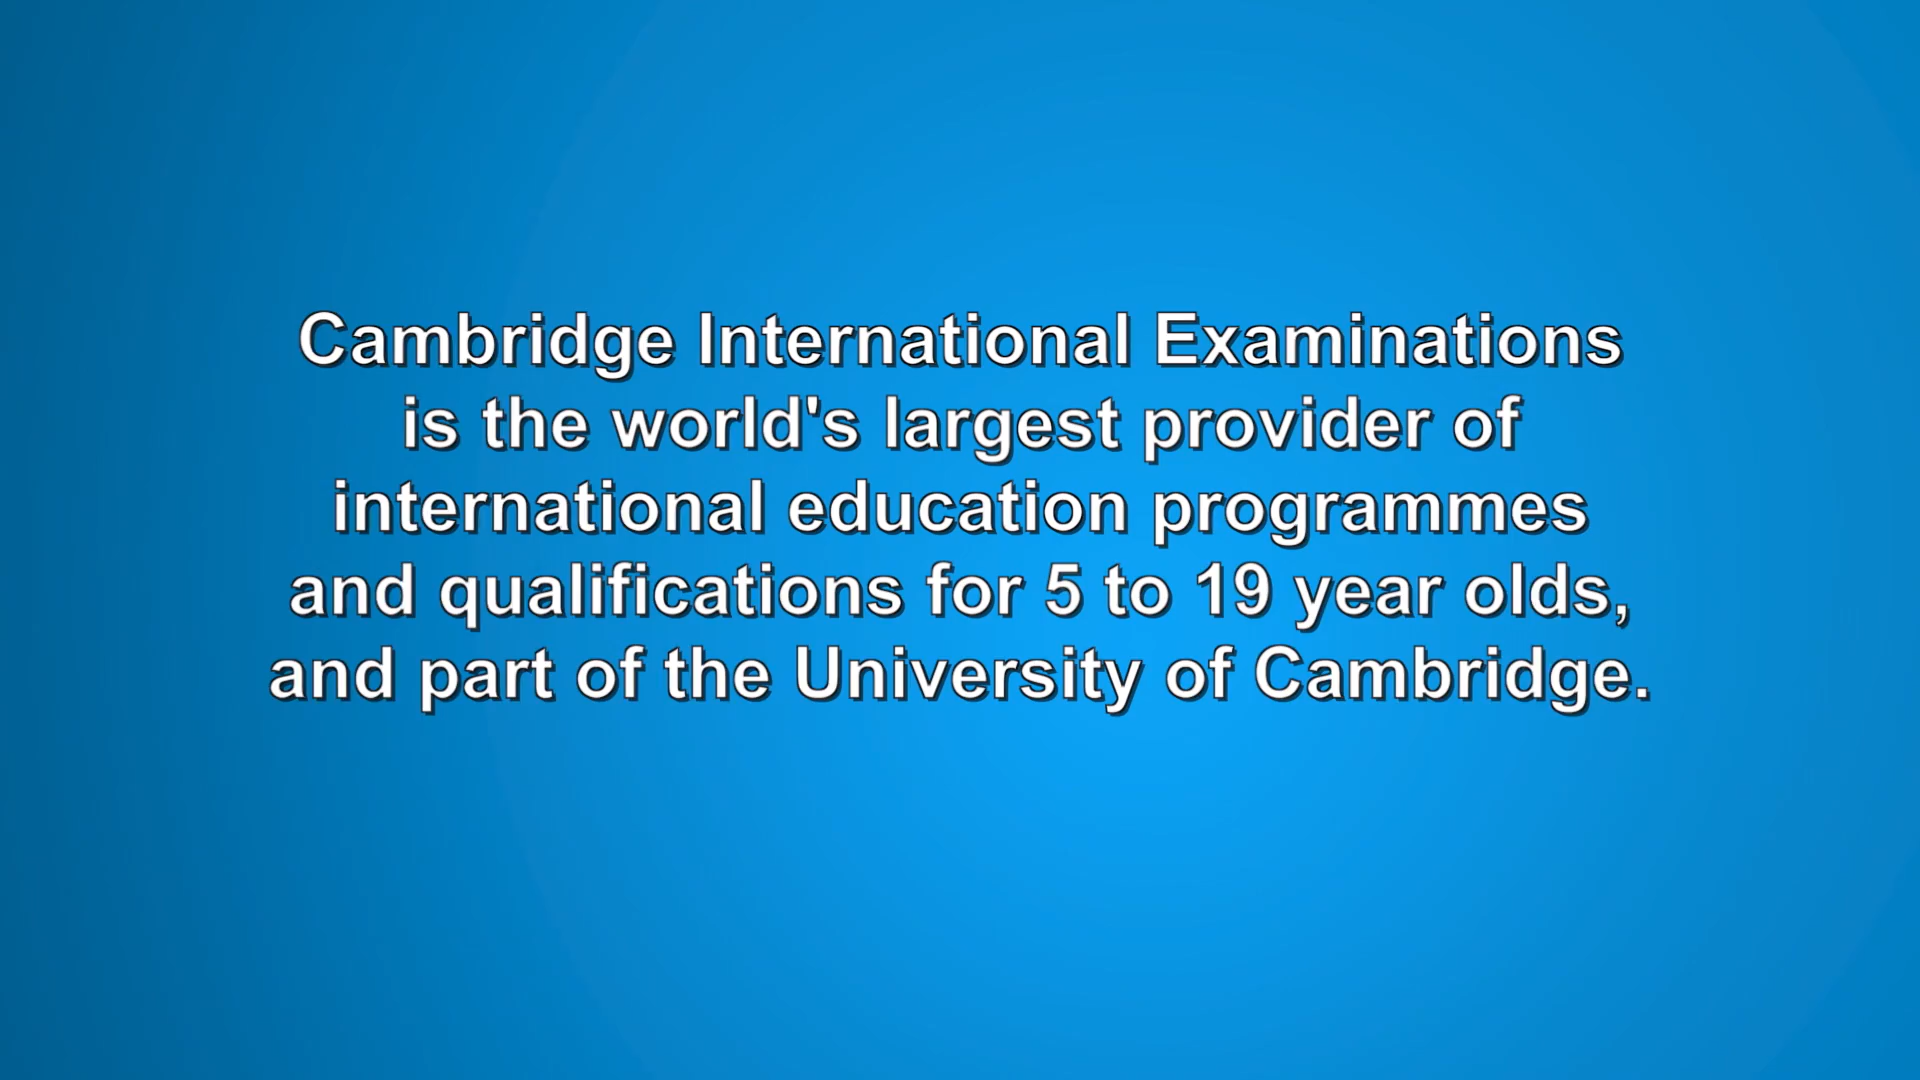 Cambridge International Examinations
is the world's largest provider of
international education programmes
and qualifications for 5 to 19 year olds,
and part of the University of Cambridge.